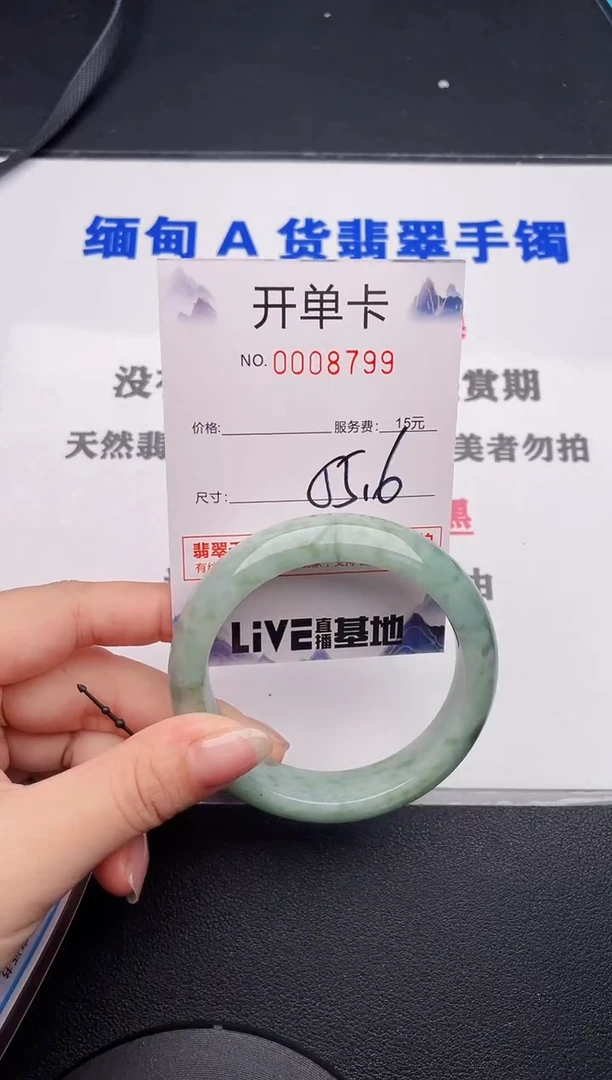 缅甸A货翡翠手镯
开单卡
NO.0008799
没 赏期
价格: 服务费: 15元
天然翡 美者勿拍
尺寸: 55.6
翡翠
LiVE直播基地